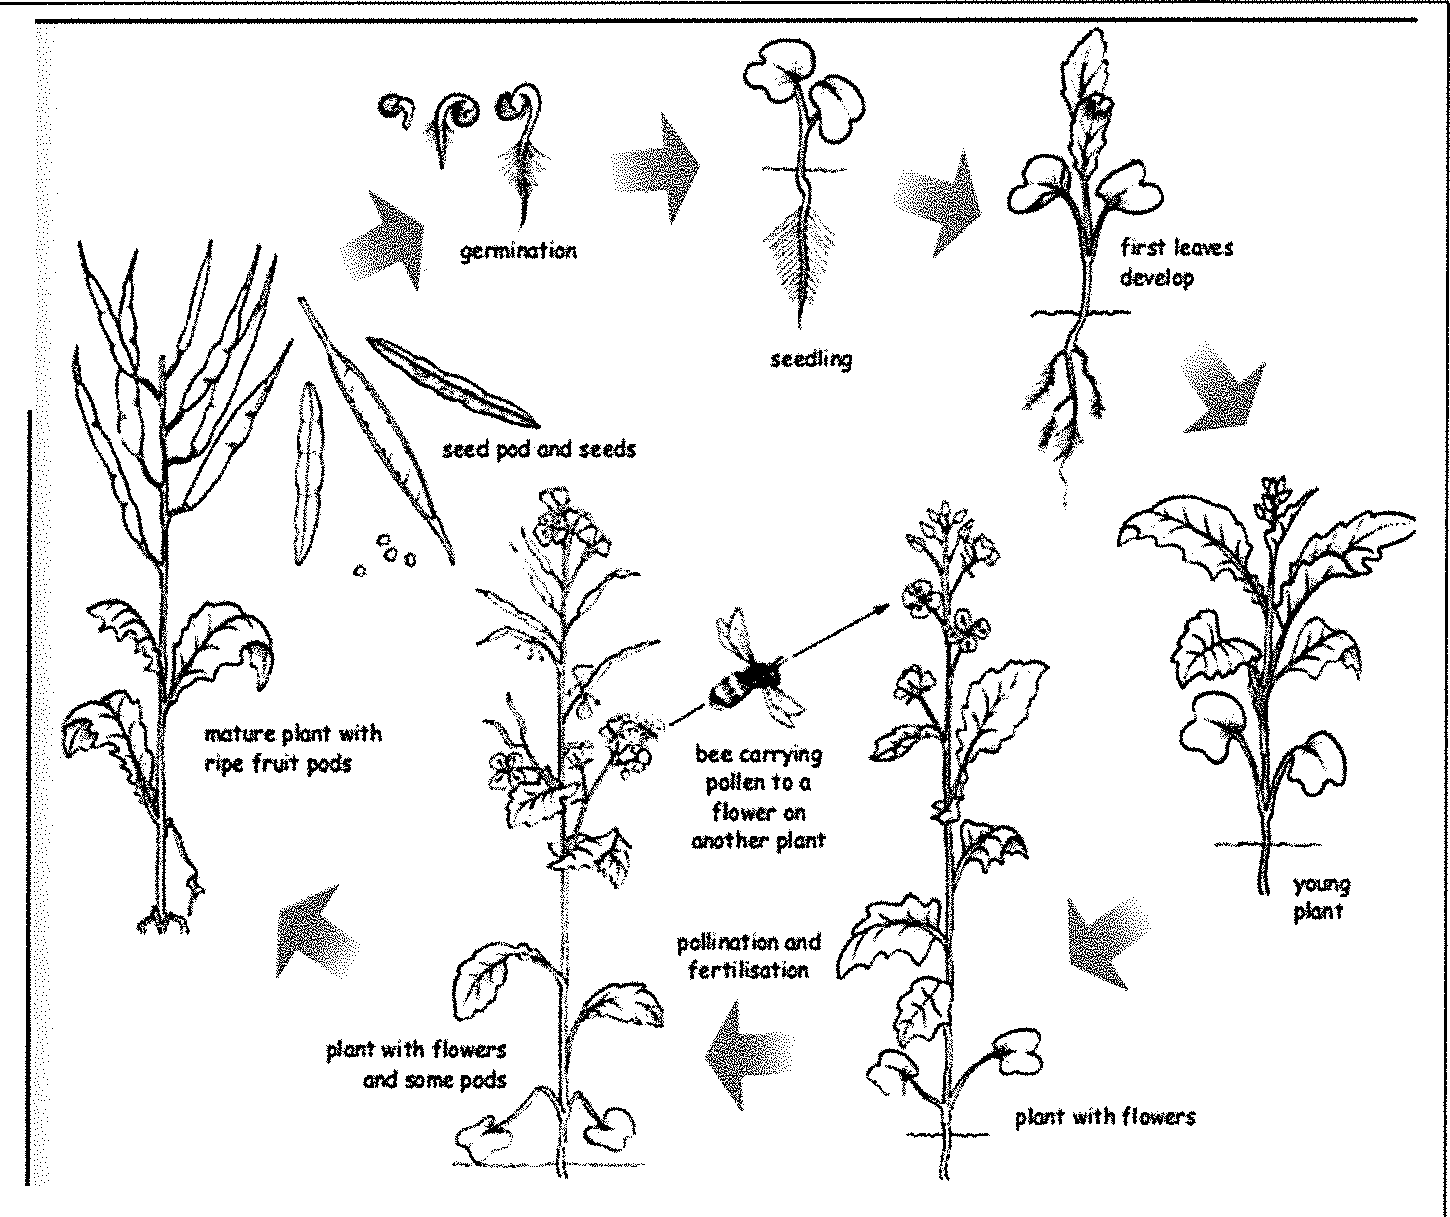 germination
seedling
first leaves
develop
seed pod and seeds
mature plant with
ripe fruit pods
bee carrying
pollen to a
flower on
another plant
young
plant
pollination and
fertilisation
plant with flowers
and some pods
plant with flowers